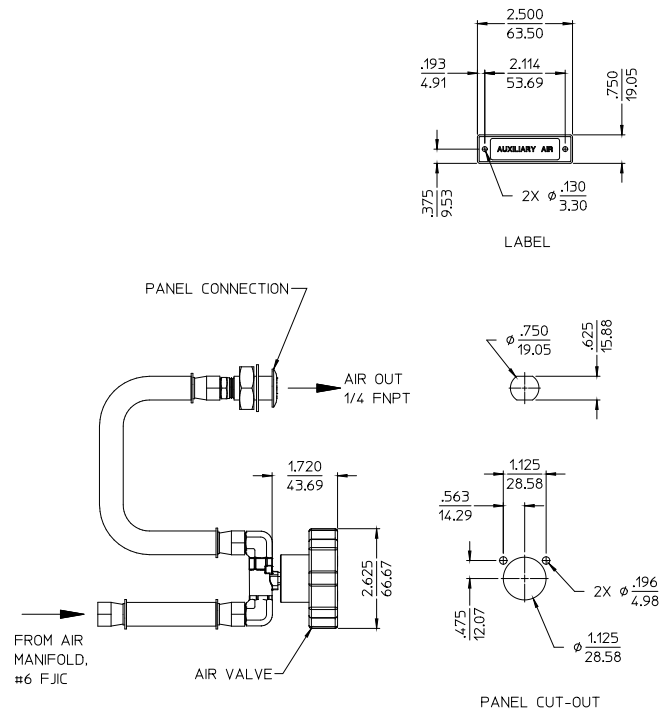 2.500
63.50
.193
4.91
2.114
53.69
.750
19.05
AUXILIARY AIR
.375
9.53
2X ⌀ .130
3.30
LABEL
PANEL CONNECTION
⌀ .750
19.05
.625
15.88
AIR OUT
1/4 FNPT
1.720
43.69
1.125
28.58
.563
14.29
2.625
66.67
2X ⌀ .196
4.98
.475
12.07
⌀ 1.125
28.58
FROM AIR
MANIFOLD,
#6 FJIC
AIR VALVE
PANEL CUT-OUT